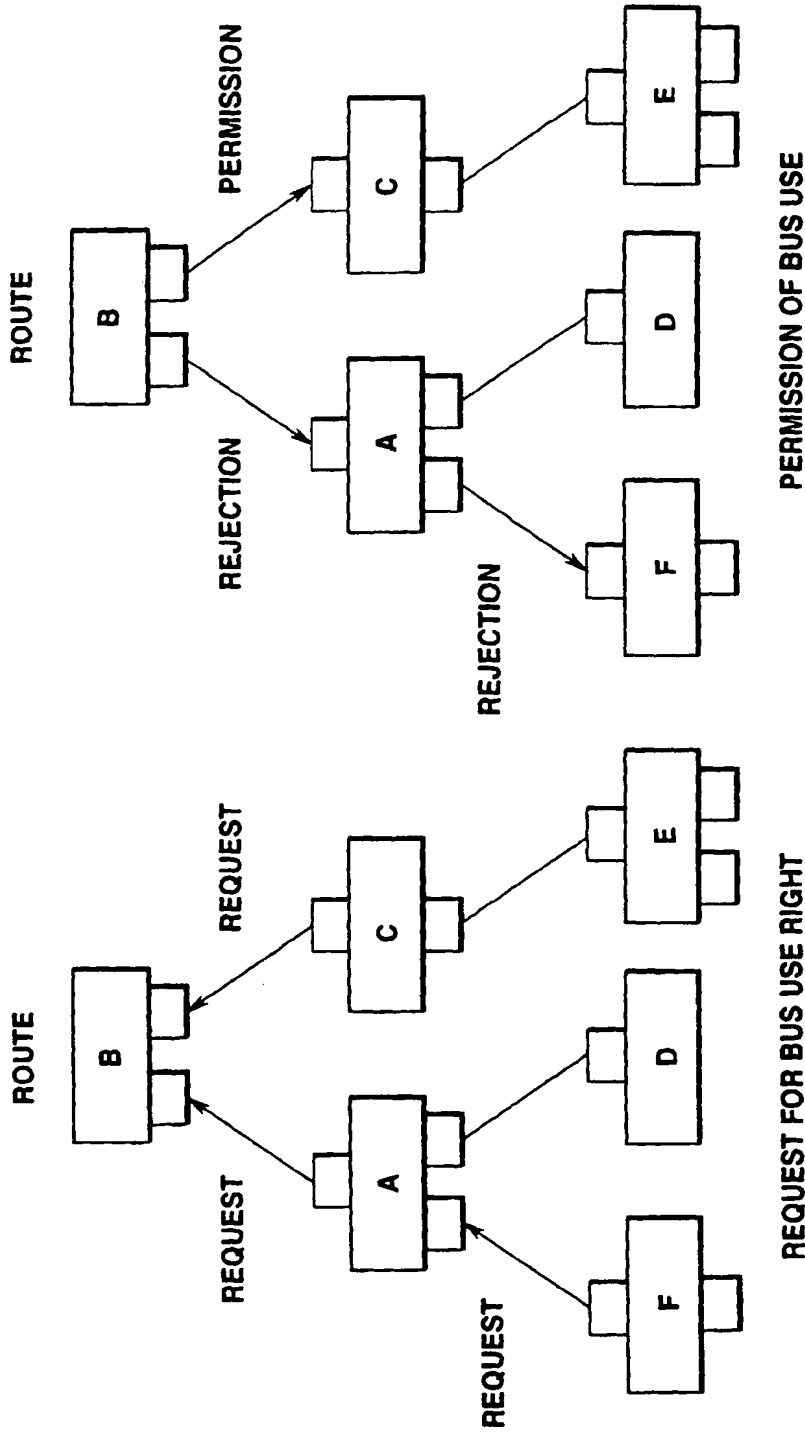 ROUTE
B
REQUEST
REQUEST
A
C
REQUEST
F
D
E
REQUEST FOR BUS USE RIGHT
ROUTE
B
REJECTION
PERMISSION
A
C
REJECTION
F
D
E
PERMISSION OF BUS USE